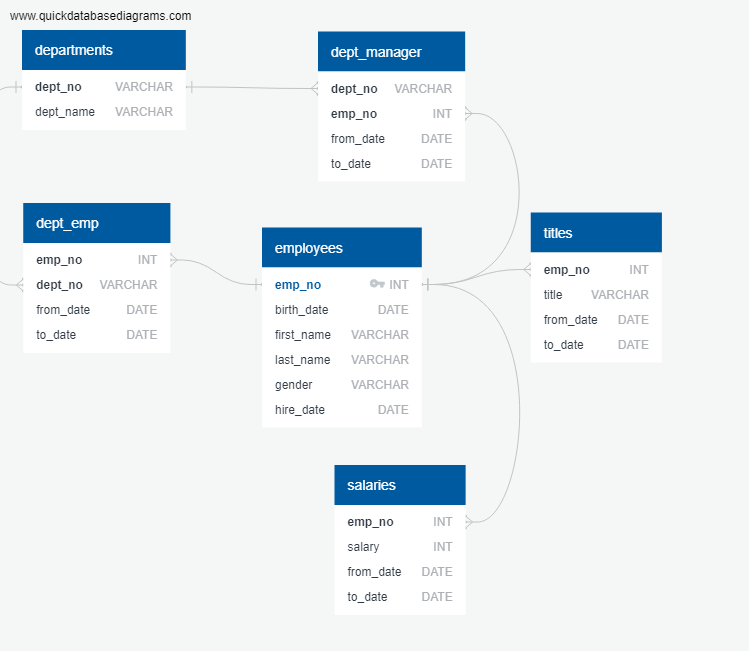 www.quickdatabasediagrams.com
departments
dept_no VARCHAR
dept_name VARCHAR
dept_manager
dept_no VARCHAR
emp_no INT
from_date DATE
to_date DATE
dept_emp
emp_no INT
dept_no VARCHAR
from_date DATE
to_date DATE
employees
emp_no INT
birth_date DATE
first_name VARCHAR
last_name VARCHAR
gender VARCHAR
hire_date DATE
titles
emp_no INT
title VARCHAR
from_date DATE
to_date DATE
salaries
emp_no INT
salary INT
from_date DATE
to_date DATE